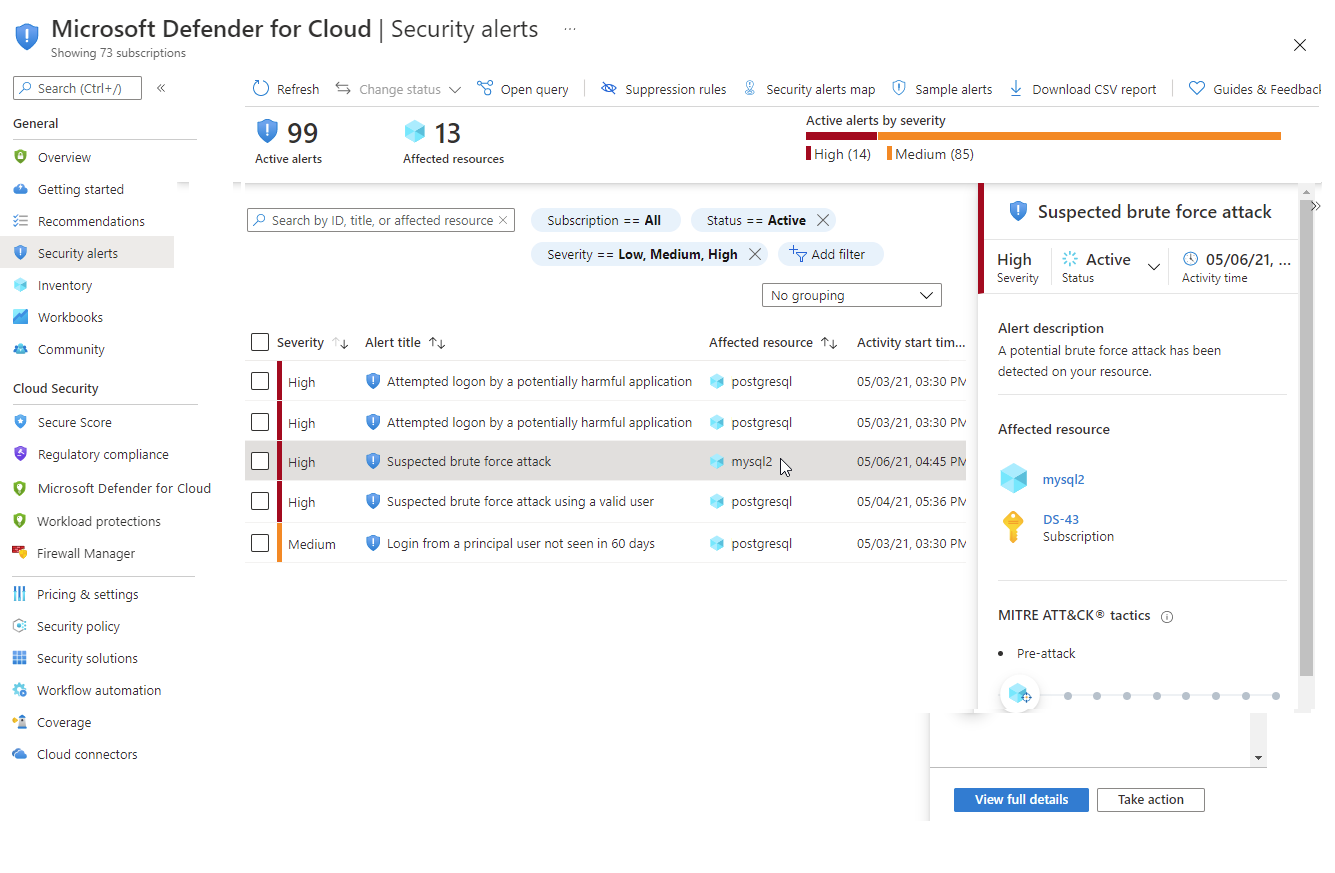 Microsoft Defender for Cloud | Security alerts ...
Showing 73 subscriptions
Search (Ctrl+/) «
General
Overview
Getting started
Recommendations
Security alerts
Inventory
Workbooks
Community
Cloud Security
Secure Score
Regulatory compliance
Microsoft Defender for Cloud
Workload protections
Firewall Manager
Pricing & settings
Security policy
Security solutions
Workflow automation
Coverage
Cloud connectors
Refresh Change status Open query Suppression rules Security alerts map Sample alerts Download CSV report Guides & Feedback
99
Active alerts
13
Affected resources
Active alerts by severity
High (14) Medium (85)
Search by ID, title, or affected resource
Subscription == All Status == Active
Severity == Low, Medium, High Add filter
No grouping
Severity Alert title Affected resource Activity start tim...
High Attempted logon by a potentially harmful application postgresql 05/03/21, 03:30 PM
High Attempted logon by a potentially harmful application postgresql 05/03/21, 03:30 PM
High Suspected brute force attack mysql2 05/06/21, 04:45 PM
High Suspected brute force attack using a valid user postgresql 05/04/21, 05:36 PM
Medium Login from a principal user not seen in 60 days postgresql 05/03/21, 03:30 PM
Suspected brute force attack
High Active 05/06/21, ...
Severity Status Activity time
Alert description
A potential brute force attack has been
detected on your resource.
Affected resource
mysql2
DS-43
Subscription
MITRE ATT&CK® tactics
• Pre-attack
View full details Take action